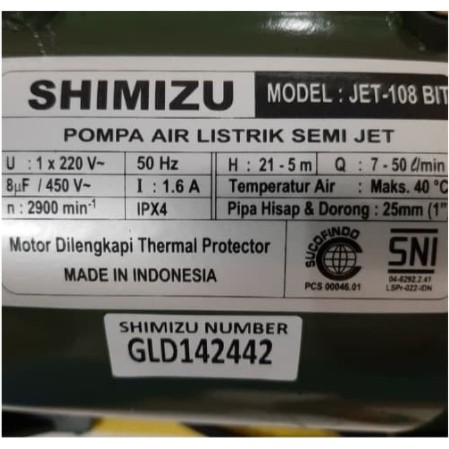 SHIMIZU MODEL : JET-108 BIT
POMPA AIR LISTRIK SEMI JET
U : 1 x 220 V~ 50 Hz H : 21 - 5 m Q : 7 - 50 ℓ/min
8µF / 450 V~ I : 1.6 A Temperatur Air : Maks. 40 °C
n : 2900 min⁻¹ IPX4 Pipa Hisap & Dorong : 25mm (1"
Motor Dilengkapi Thermal Protector
MADE IN INDONESIA
SUCOFINDO
PCS 00046.01
SNI
04-6292.2.41
LSPr-022-IDN
SHIMIZU NUMBER
GLD142442